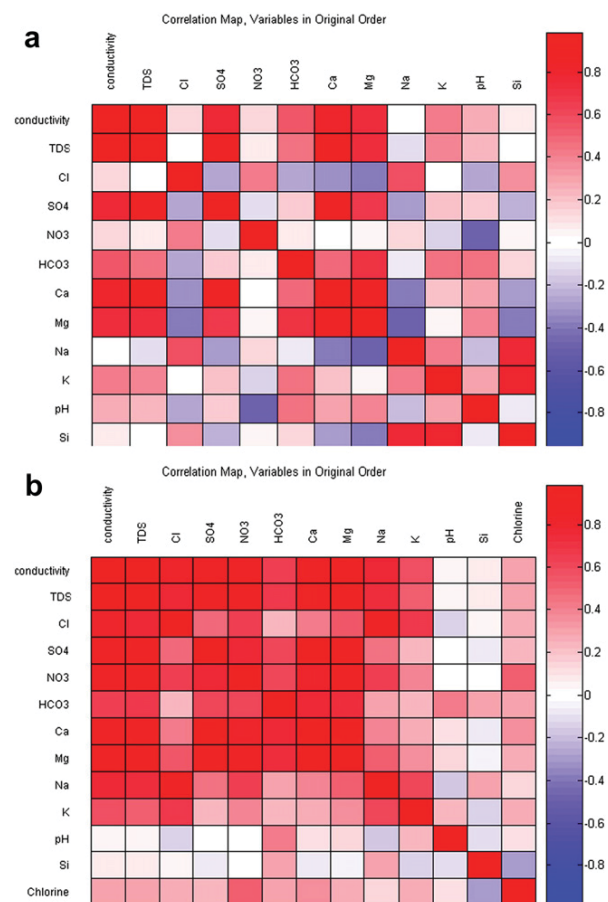 a
Correlation Map, Variables in Original Order
conductivity TDS Cl SO4 NO3 HCO3 Ca Mg Na K pH Si
conductivity
TDS
Cl
SO4
NO3
HCO3
Ca
Mg
Na
K
pH
Si
0.8
0.6
0.4
0.2
0
-0.2
-0.4
-0.6
-0.8
b
Correlation Map, Variables in Original Order
conductivity TDS Cl SO4 NO3 HCO3 Ca Mg Na K pH Si Chlorine
conductivity
TDS
Cl
SO4
NO3
HCO3
Ca
Mg
Na
K
pH
Si
Chlorine
0.8
0.6
0.4
0.2
0
-0.2
-0.4
-0.6
-0.8